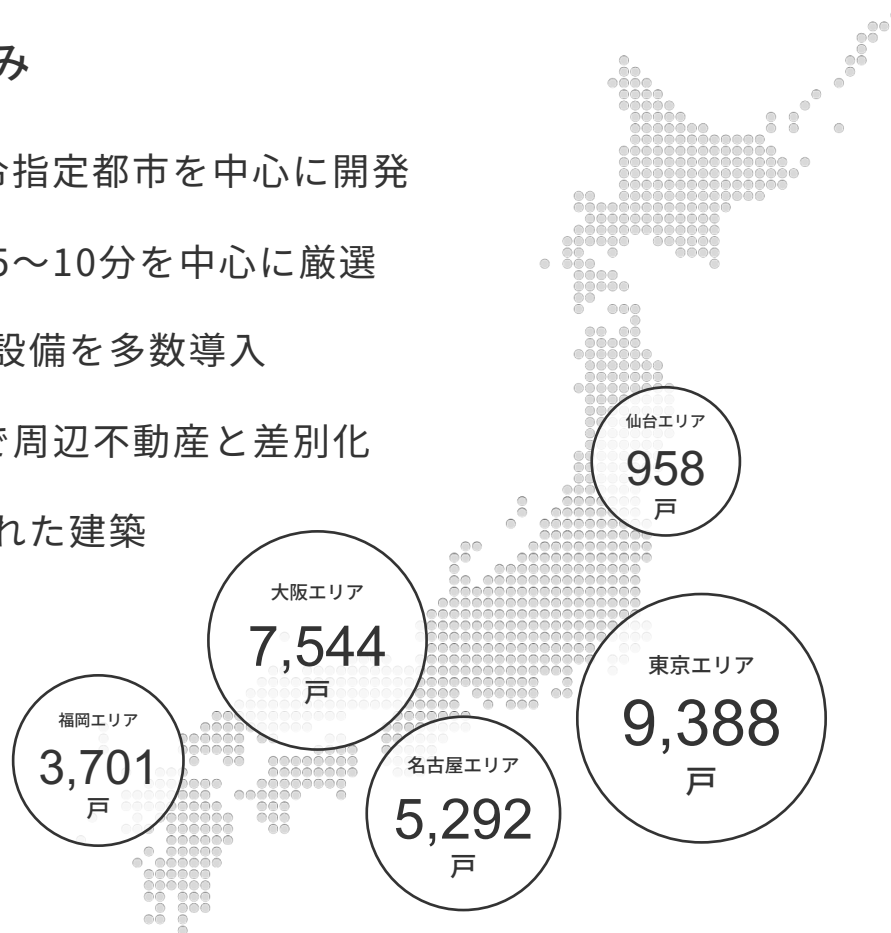 み
令指定都市を中心に開発
5～10分を中心に厳選
設備を多数導入
で周辺不動産と差別化
れた建築
仙台エリア
958
戸
大阪エリア
7,544
戸
東京エリア
9,388
戸
福岡エリア
3,701
戸
名古屋エリア
5,292
戸